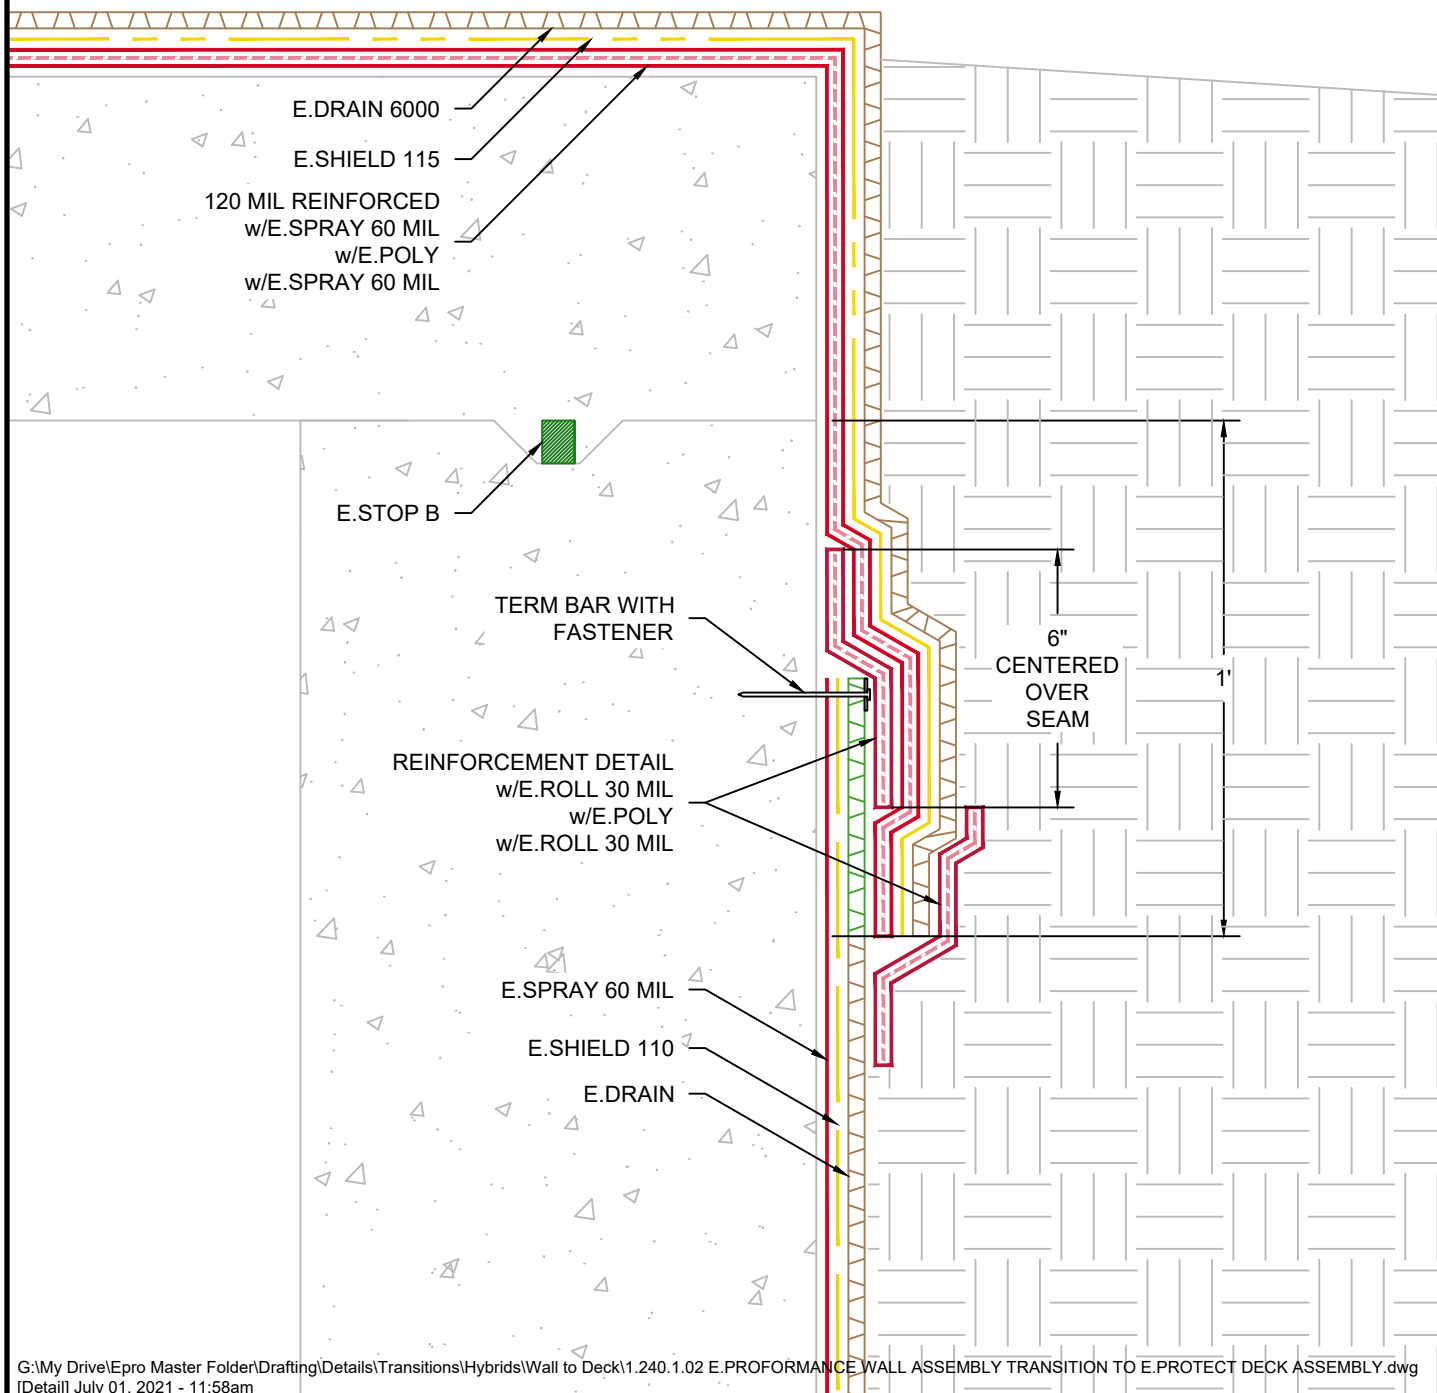 E.DRAIN 6000
E.SHIELD 115
120 MIL REINFORCED
w/E.SPRAY 60 MIL
w/E.POLY
w/E.SPRAY 60 MIL
E.STOP B
TERM BAR WITH
FASTENER
6"
CENTERED
OVER
SEAM
1'
REINFORCEMENT DETAIL
w/E.ROLL 30 MIL
w/E.POLY
w/E.ROLL 30 MIL
E.SPRAY 60 MIL
E.SHIELD 110
E.DRAIN
G:\My Drive\Epro Master Folder\Drafting\Details\Transitions\Hybrids\Wall to Deck\1.240.1.02 E.PROFORMANCE WALL ASSEMBLY TRANSITION TO E.PROTECT DECK ASSEMBLY.dwg
[Detail] July 01, 2021 - 11:58am